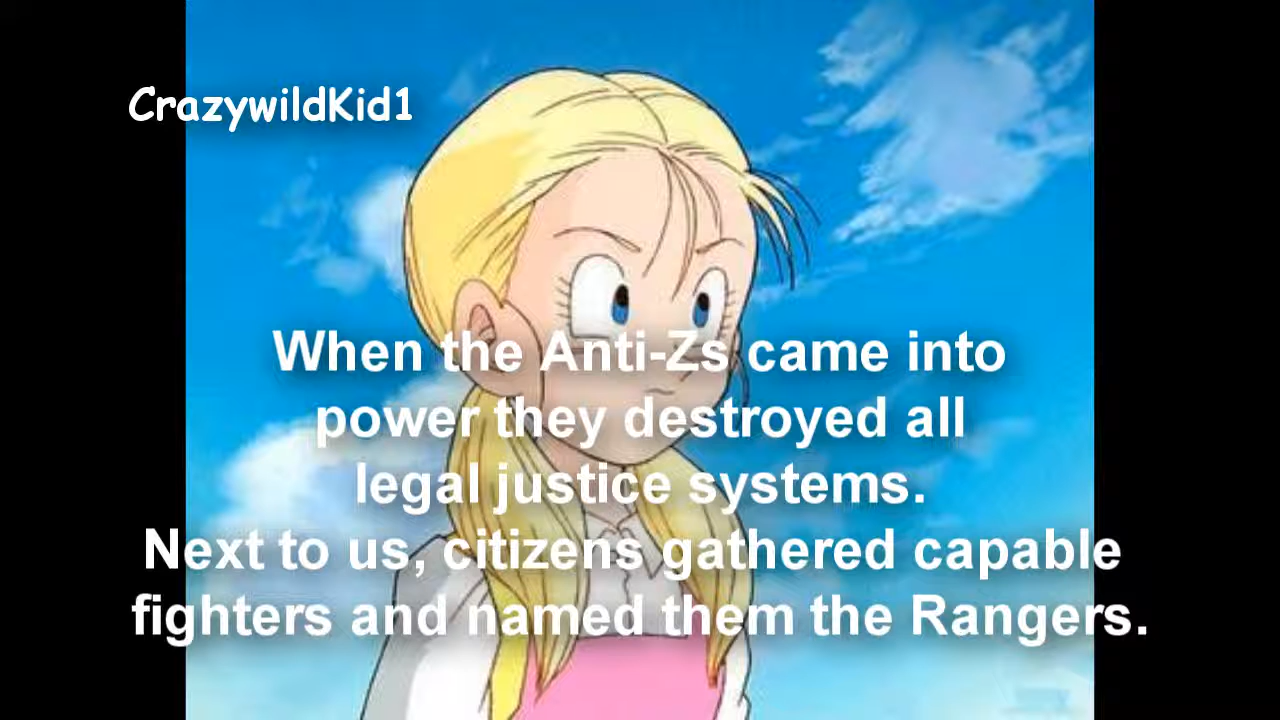 CrazywildKid1
When the Anti-Zs came into
power they destroyed all
legal justice systems.
Next to us, citizens gathered capable
fighters and named them the Rangers.